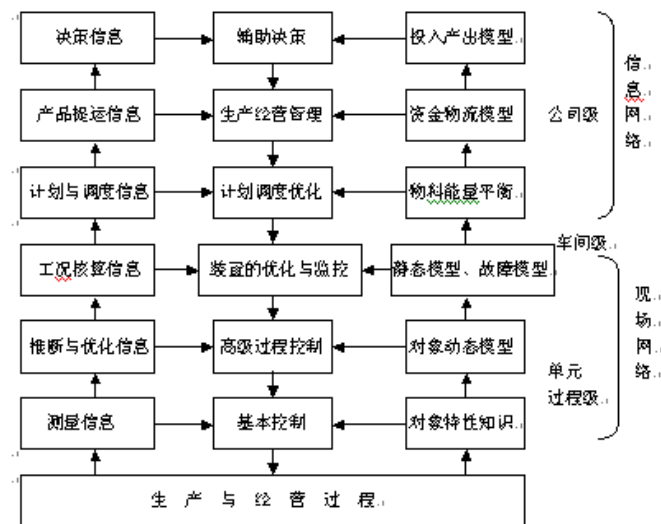 决策信息 辅助决策 投入产出模型
产品提运信息 生产经营管理 资金物流模型
计划与调度信息 计划调度优化 物料能量平衡
工况核算信息 装置的优化与监控 静态模型、故障模型
推断与优化信息 高级过程控制 对象动态模型
测量信息 基本控制 对象特性知识
生产与经营过程
公司级
车间级
单元
过程级
信
息
网
络
现
场
网
络